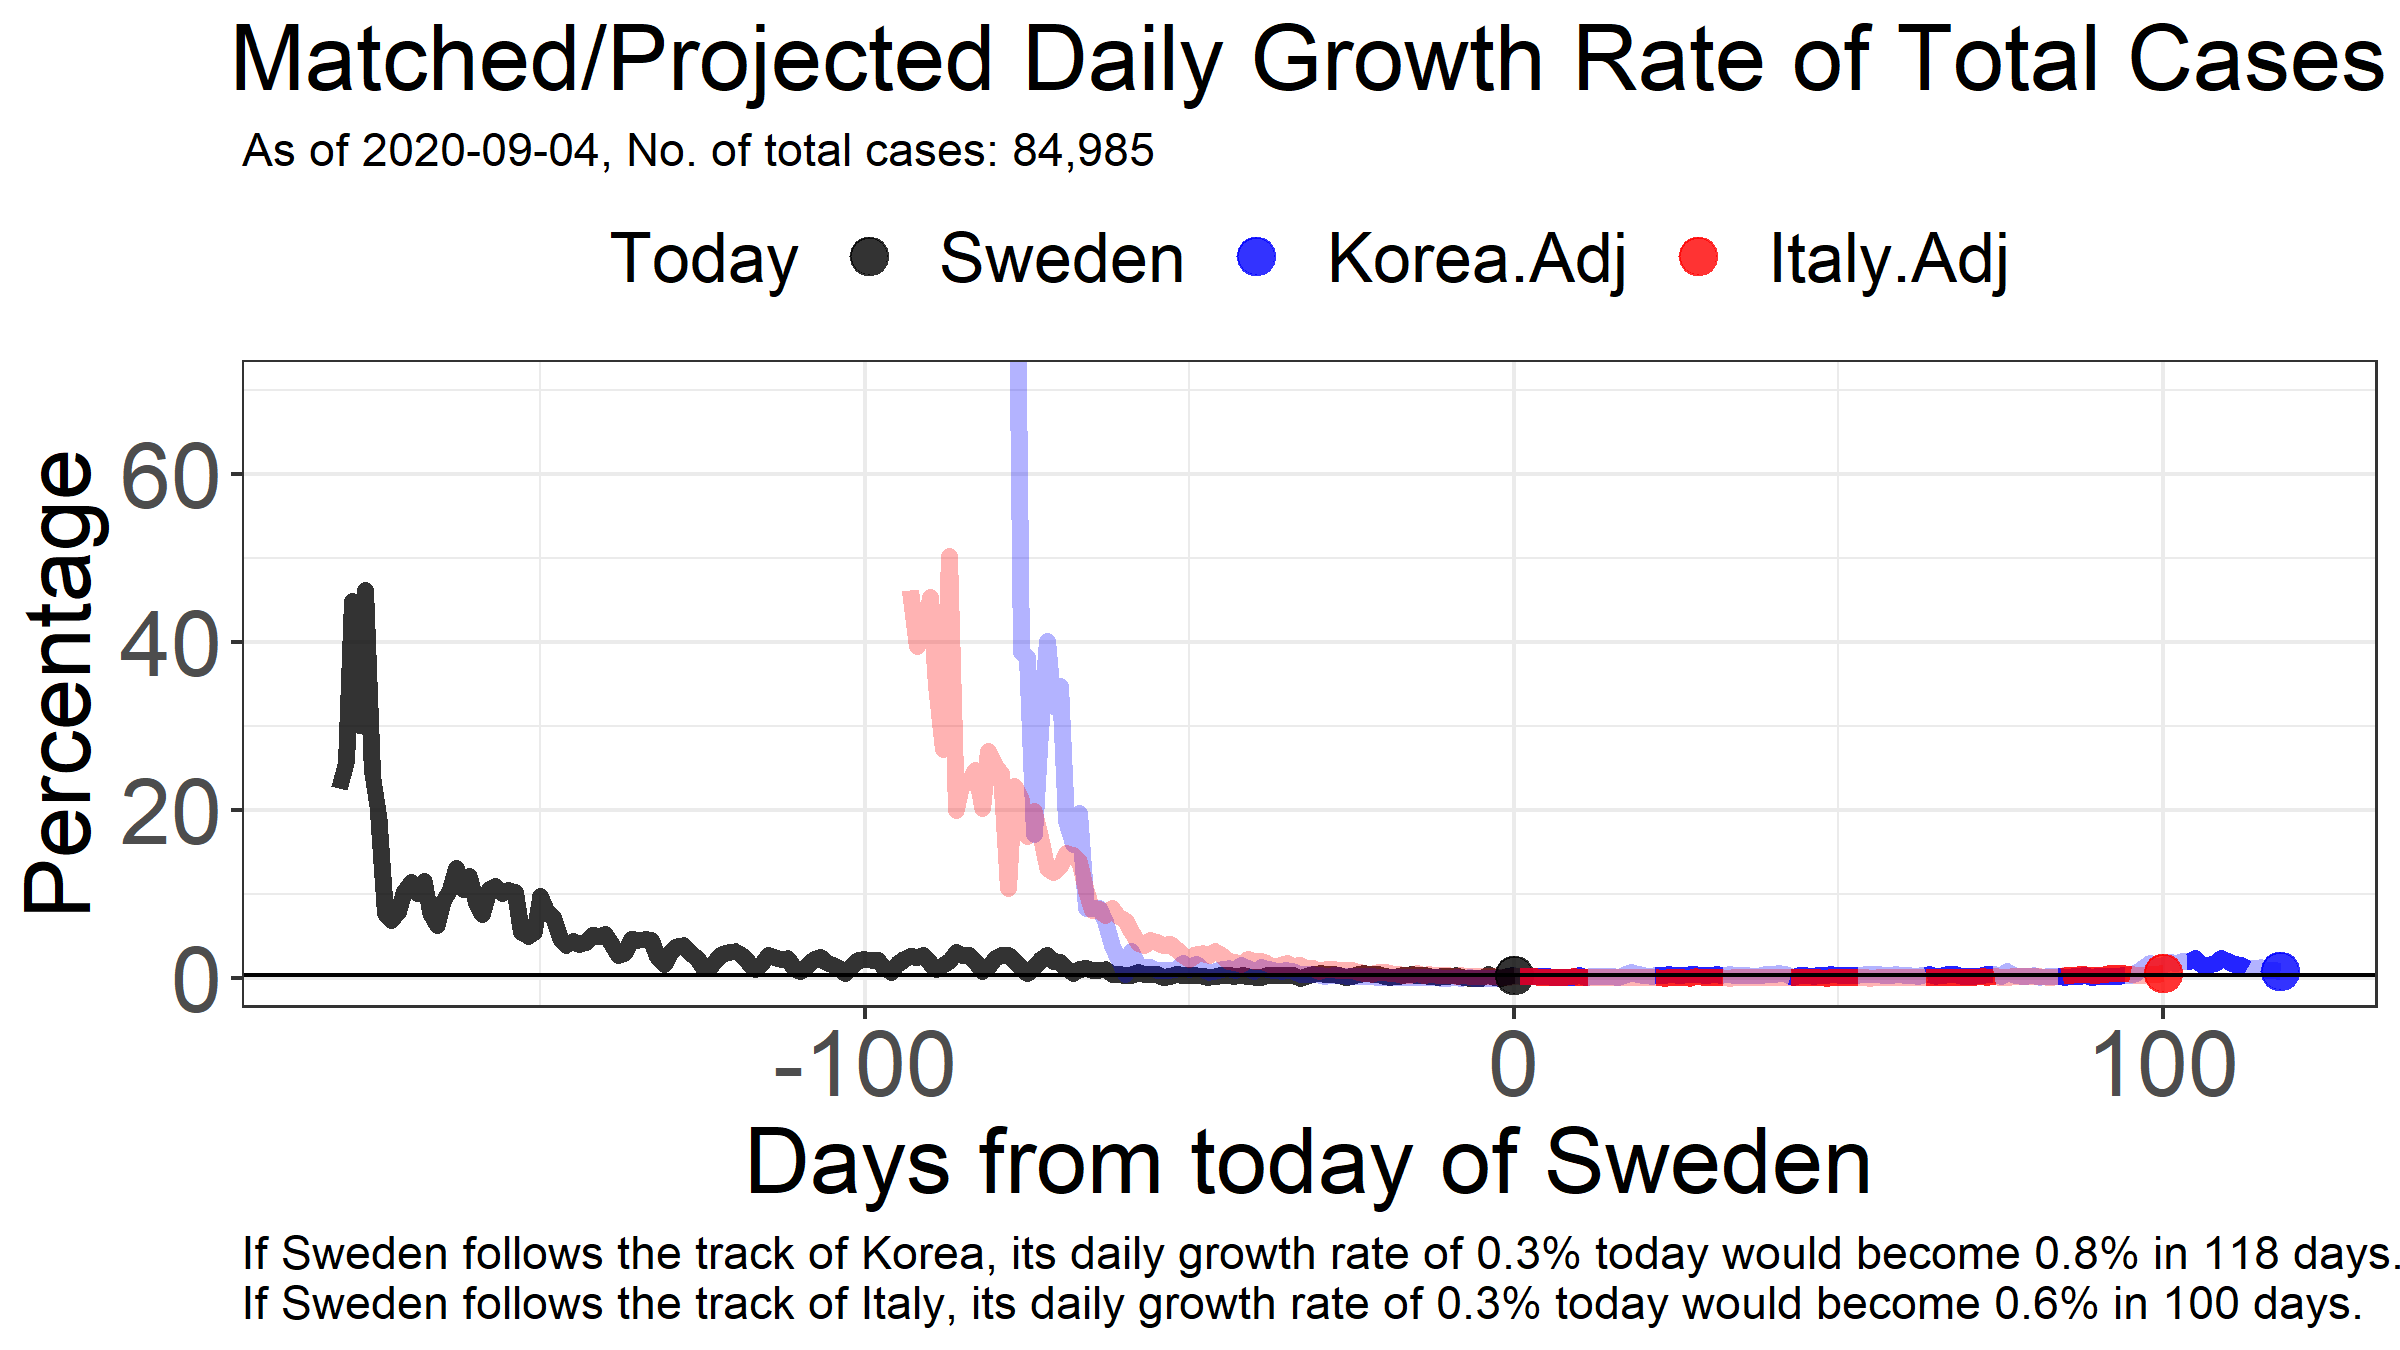 Matched/Projected Daily Growth Rate of Total Cases
As of 2020-09-04, No. of total cases: 84,985
Today Sweden Korea.Adj Italy.Adj
Percentage
60
40
20
0
-100 0 100
Days from today of Sweden
If Sweden follows the track of Korea, its daily growth rate of 0.3% today would become 0.8% in 118 days.
If Sweden follows the track of Italy, its daily growth rate of 0.3% today would become 0.6% in 100 days.